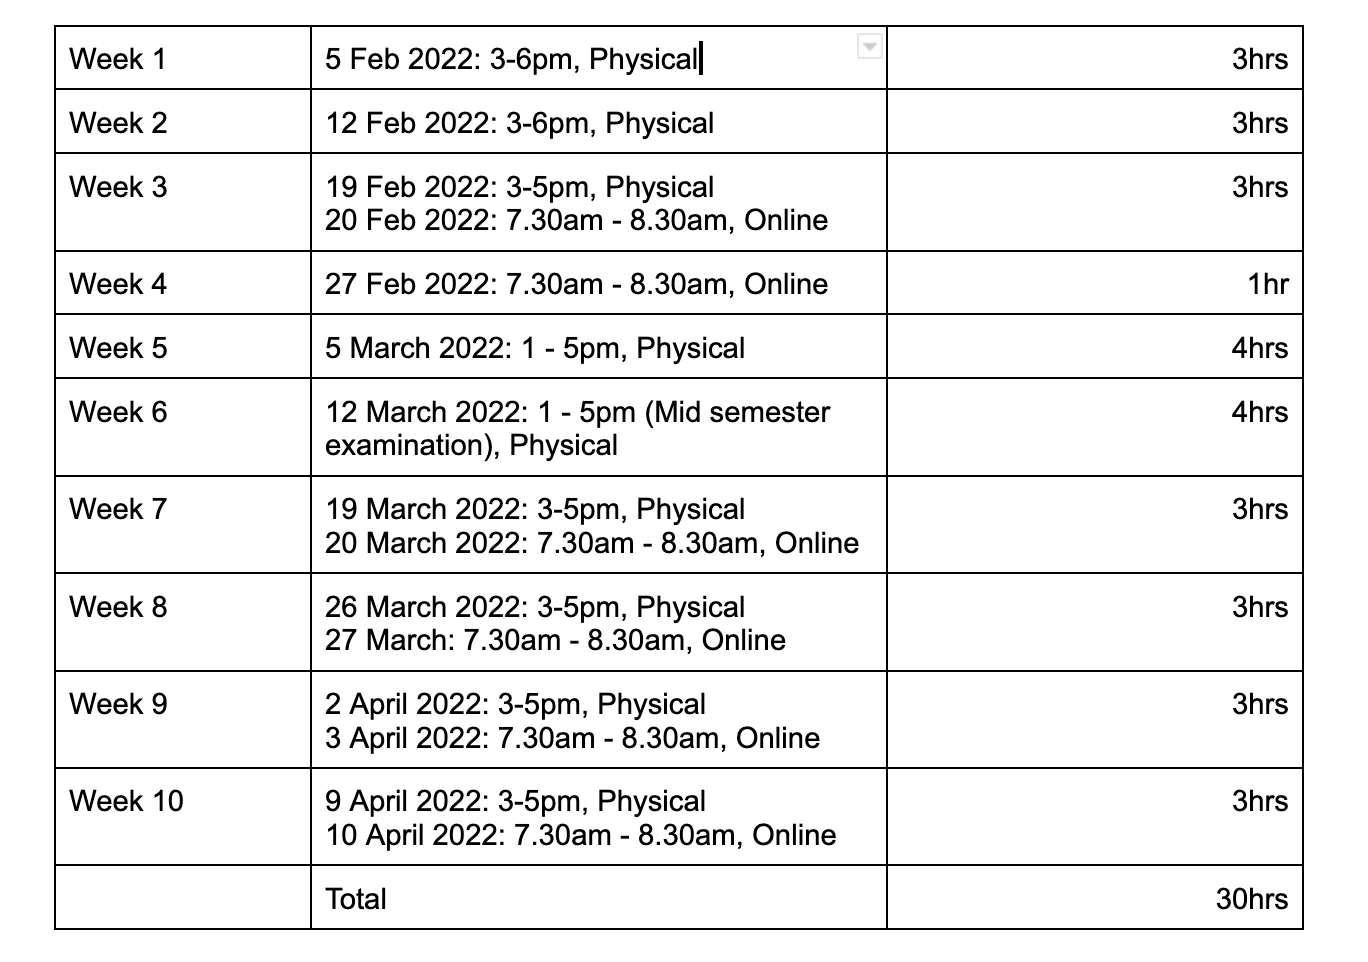 Week 1 5 Feb 2022: 3-6pm, Physical 3hrs
Week 2 12 Feb 2022: 3-6pm, Physical 3hrs
Week 3 19 Feb 2022: 3-5pm, Physical 3hrs
20 Feb 2022: 7.30am - 8.30am, Online
Week 4 27 Feb 2022: 7.30am - 8.30am, Online 1hr
Week 5 5 March 2022: 1 - 5pm, Physical 4hrs
Week 6 12 March 2022: 1 - 5pm (Mid semester 4hrs
examination), Physical
Week 7 19 March 2022: 3-5pm, Physical 3hrs
20 March 2022: 7.30am - 8.30am, Online
Week 8 26 March 2022: 3-5pm, Physical 3hrs
27 March: 7.30am - 8.30am, Online
Week 9 2 April 2022: 3-5pm, Physical 3hrs
3 April 2022: 7.30am - 8.30am, Online
Week 10 9 April 2022: 3-5pm, Physical 3hrs
10 April 2022: 7.30am - 8.30am, Online
Total 30hrs